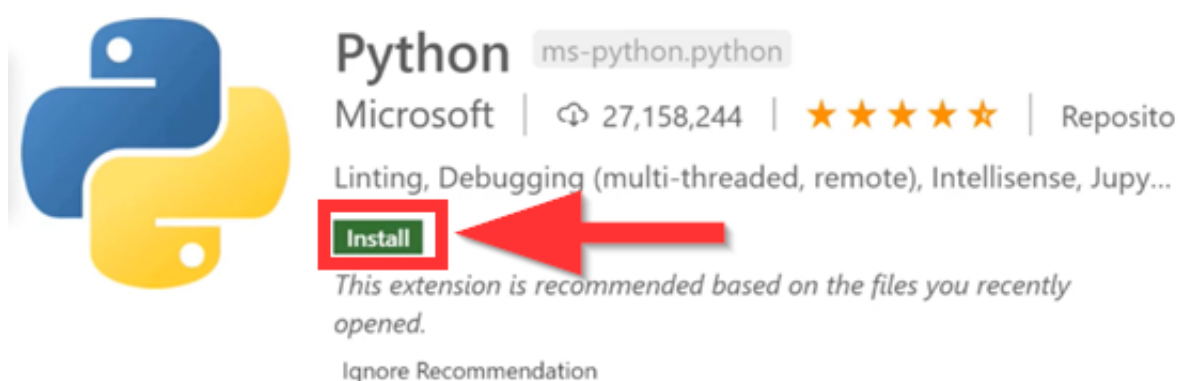 Python ms-python.python
Microsoft 27,158,244 Reposito
Linting, Debugging (multi-threaded, remote), Intellisense, Jupy...
Install
This extension is recommended based on the files you recently
opened.
Ignore Recommendation